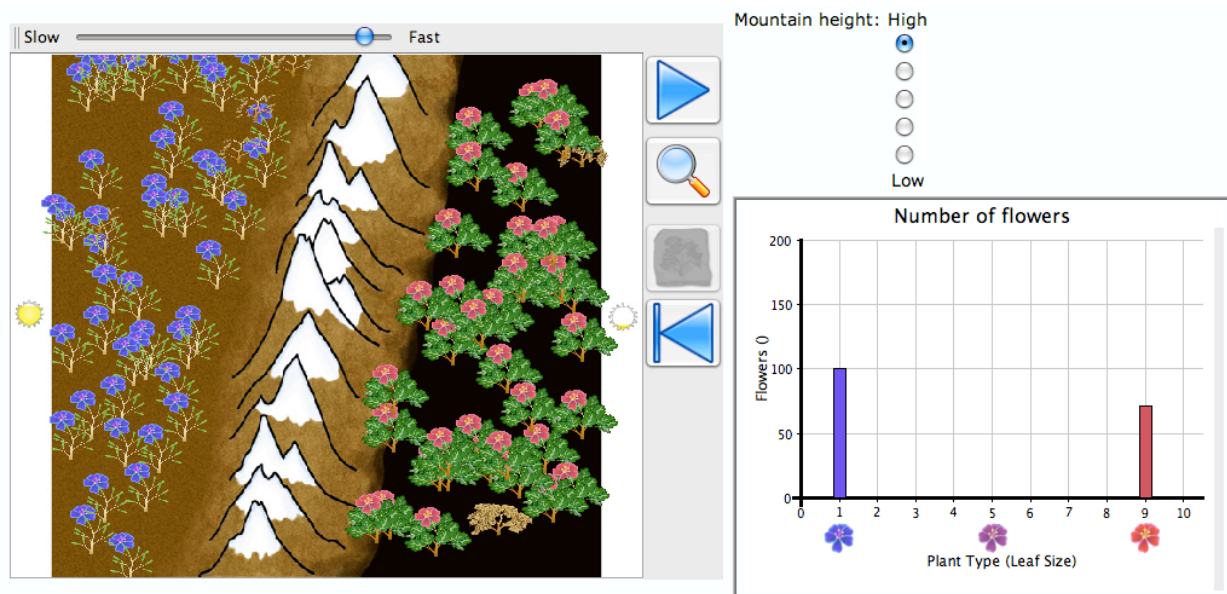 Slow Fast
Mountain height: High
Low
Number of flowers
200
150
100
50
0
Flowers ()
0 1 2 3 4 5 6 7 8 9 10
Plant Type (Leaf Size)